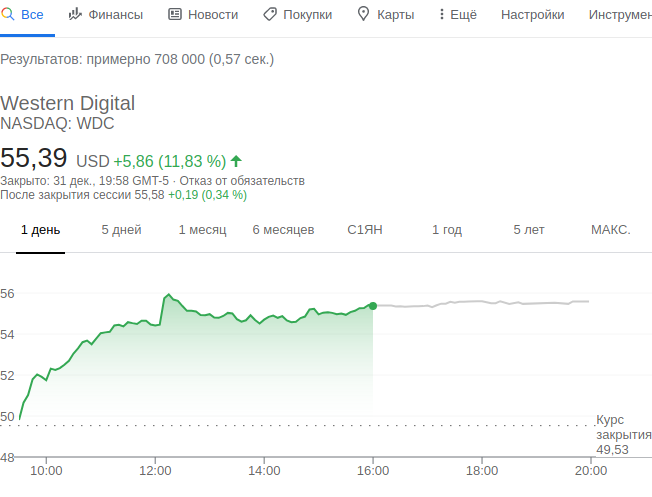 Все Финансы Новости Покупки Карты Ещё Настройки Инструмен
Результатов: примерно 708 000 (0,57 сек.)
Western Digital
NASDAQ: WDC
55,39 USD +5,86 (11,83 %)
Закрыто: 31 дек., 19:58 GMT-5 · Отказ от обязательств
После закрытия сессии 55,58 +0,19 (0,34 %)
1 день 5 дней 1 месяц 6 месяцев С1ЯН 1 год 5 лет МАКС.
56
54
52
50
Курс
закрытия
49,53
48
10:00 12:00 14:00 16:00 18:00 20:00